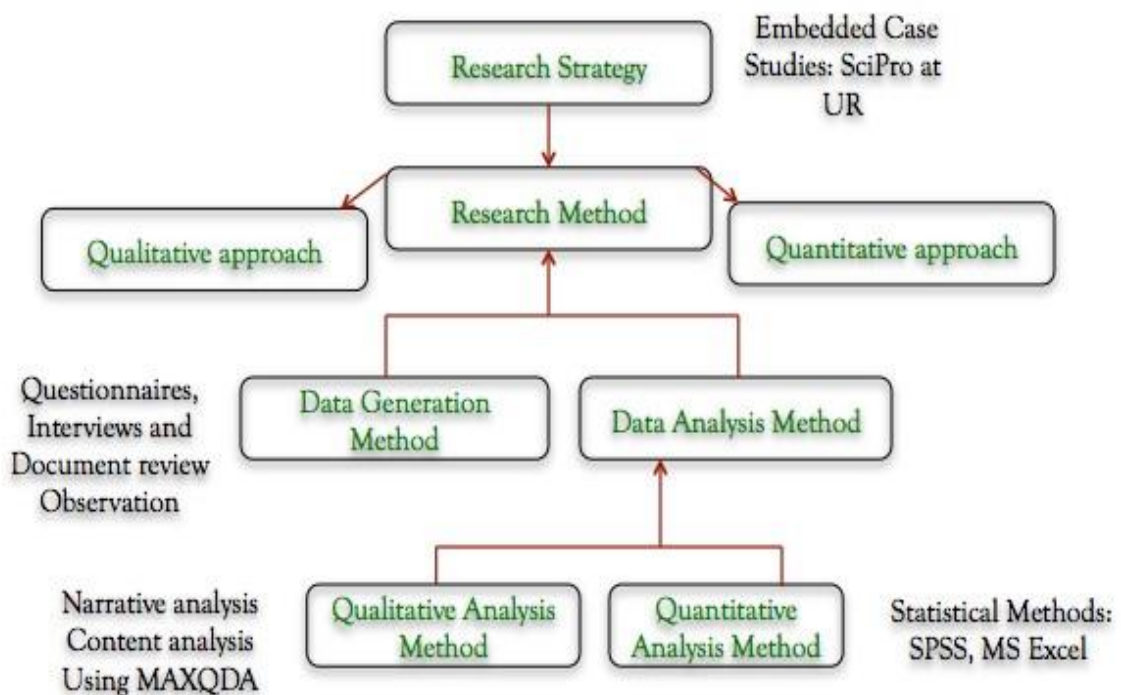 Research Strategy
Embedded Case
Studies: SciPro at
UR
Research Method
Qualitative approach
Quantitative approach
Questionnaires,
Interviews and
Document review
Observation
Data Generation
Method
Data Analysis Method
Narrative analysis
Content analysis
Using MAXQDA
Qualitative Analysis
Method
Quantitative
Analysis Method
Statistical Methods:
SPSS, MS Excel